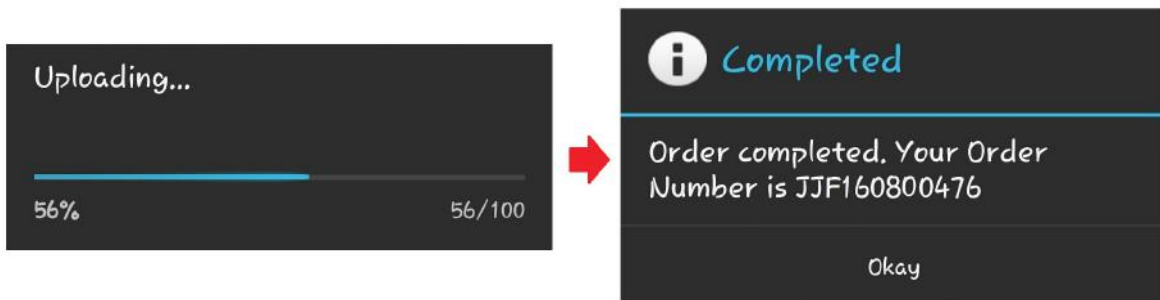 Uploading...
56%
56/100
Completed
Order completed. Your Order
Number is JJF160800476
Okay